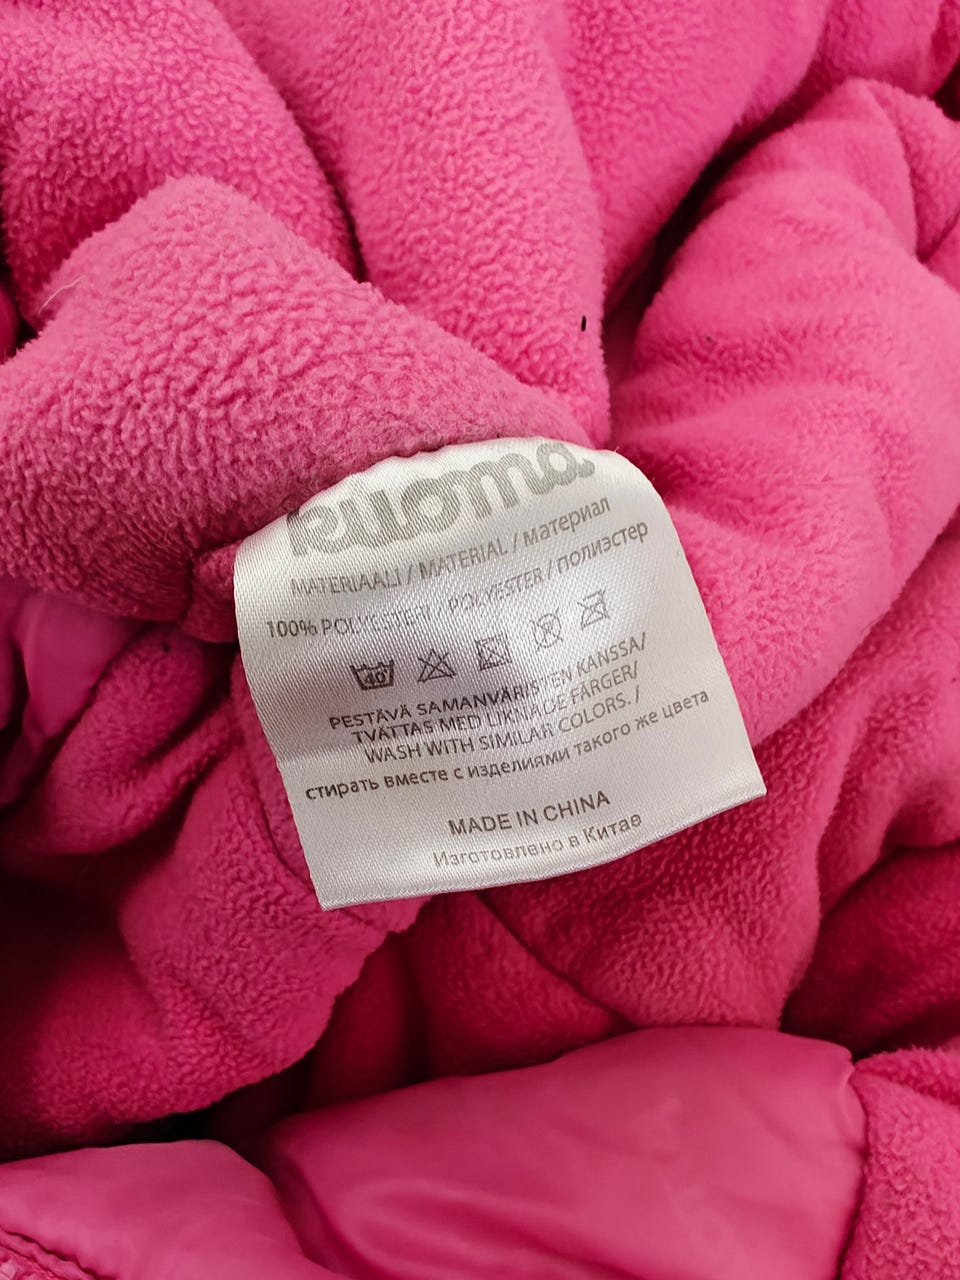 kuoma
MATERIAALI / MATERIAL / материал
100% POLYESTERI / POLYESTER / полиэстер
40
PESTÄVÄ SAMANVÄRISTEN KANSSA/
TVÄTTAS MED LIKNADE FÄRGER/
WASH WITH SIMILAR COLORS. /
стирать вместе с изделиями такого же цвета
MADE IN CHINA
Изготовлено в Китае